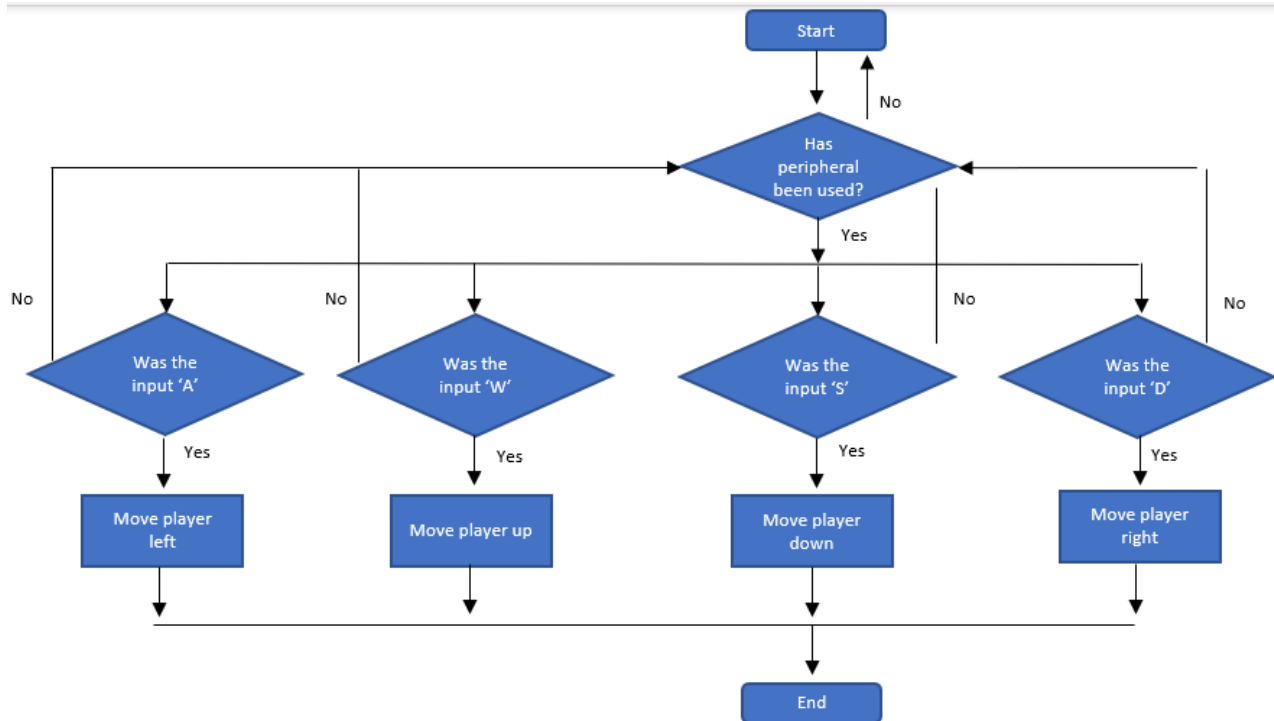 Start
No
Has
peripheral
been used?
Yes
No
No
No
No
Was the
input ‘A’
Was the
input ‘W’
Was the
input ‘S’
Was the
input ‘D’
Yes
Yes
Yes
Yes
Move player
left
Move player up
Move player
down
Move player
right
End